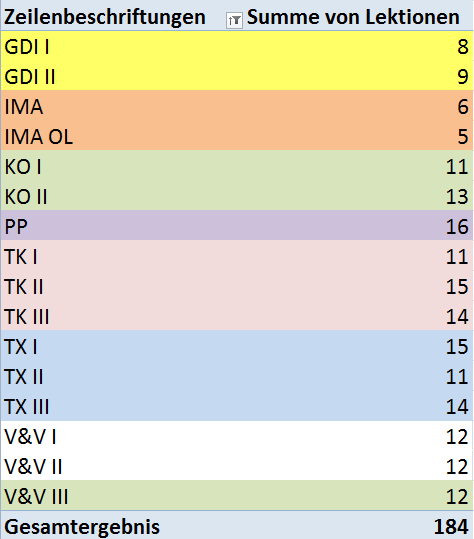 Zeilenbeschriftungen Summe von Lektionen
GDI I 8
GDI II 9
IMA 6
IMA OL 5
KO I 11
KO II 13
PP 16
TK I 11
TK II 15
TK III 14
TX I 15
TX II 11
TX III 14
V&V I 12
V&V II 12
V&V III 12
Gesamtergebnis 184